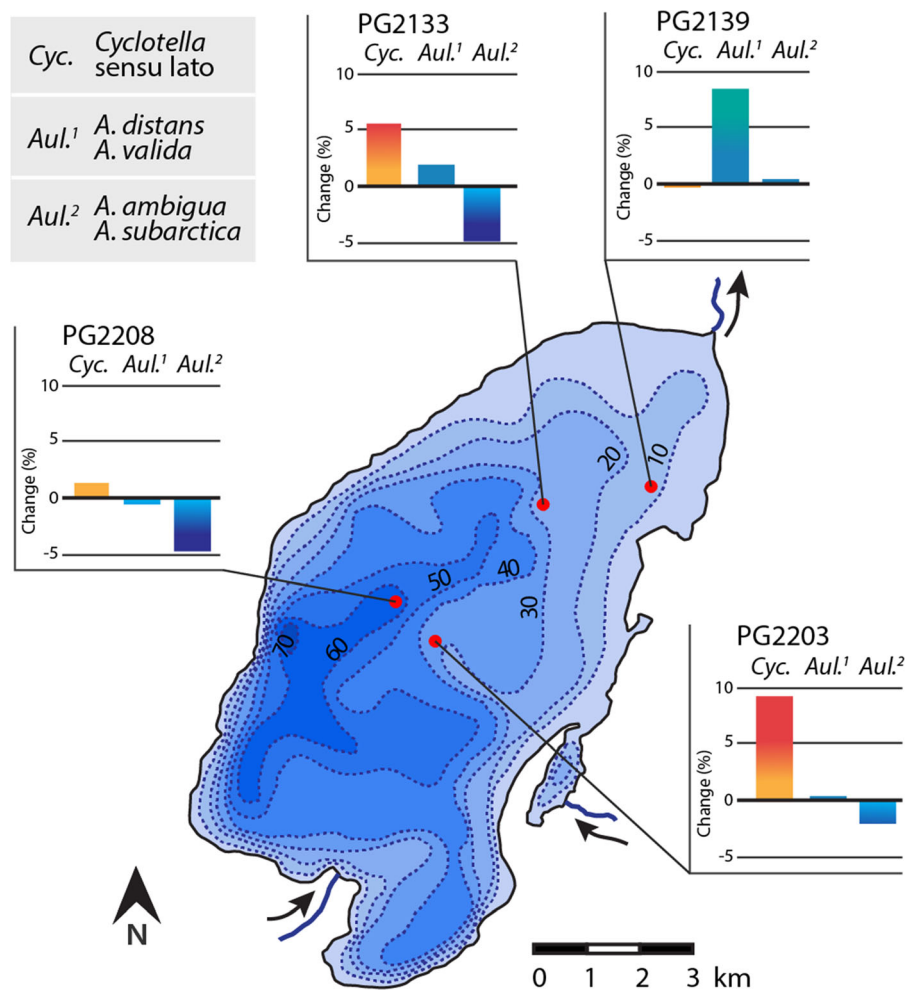 Cyc. Cyclotella
sensu lato
Aul.¹ A. distans
A. valida
Aul.² A. ambigua
A. subarctica
PG2133
Cyc. Aul.¹ Aul.²
10
5
0
-5
Change (%)
PG2139
Cyc. Aul.¹ Aul.²
10
5
0
-5
Change (%)
PG2208
Cyc. Aul.¹ Aul.²
10
5
0
-5
Change (%)
20
10
50
40
30
70
60
PG2203
Cyc. Aul.¹ Aul.²
10
5
0
-5
Change (%)
N
0 1 2 3 km